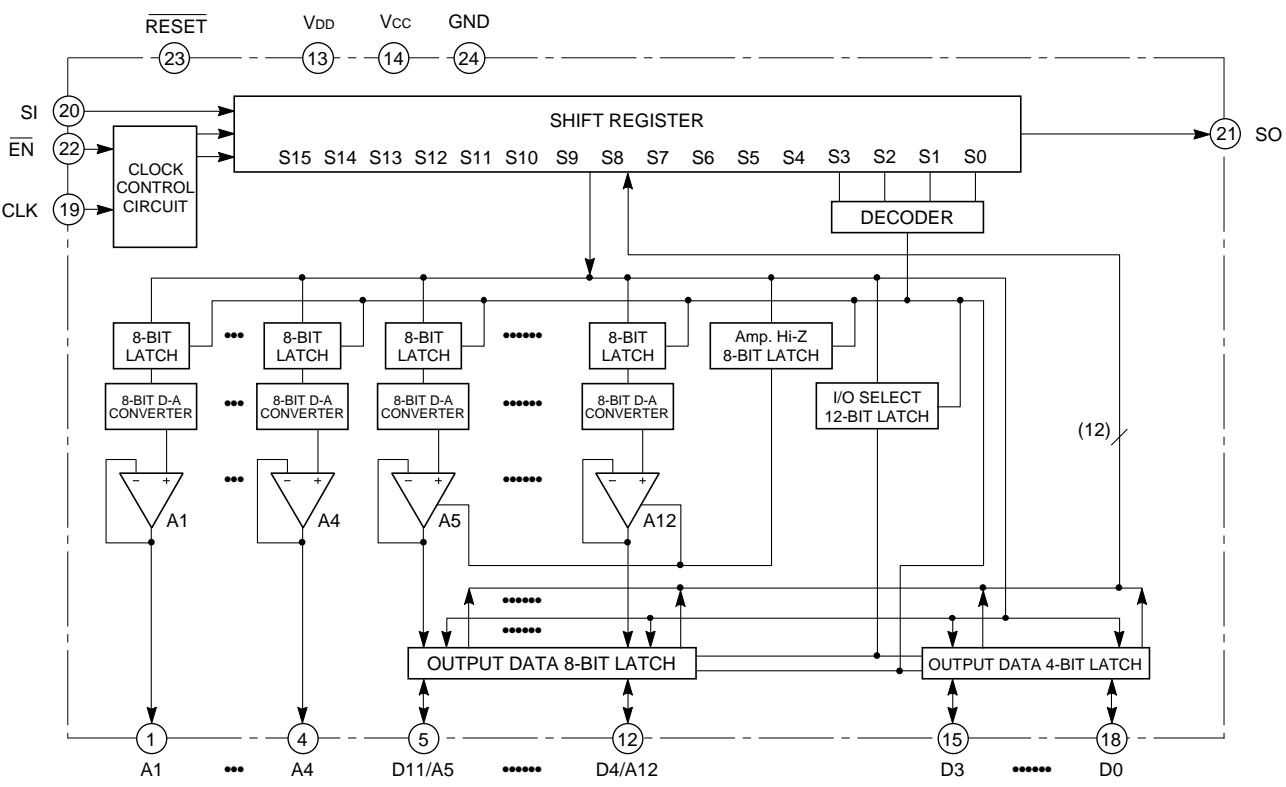 RESET VDD VCC GND
23 13 14 24
SI 20
SHIFT REGISTER
EN 22
21 SO
CLOCK
CONTROL
CIRCUIT
S15 S14 S13 S12 S11 S10 S9 S8 S7 S6 S5 S4 S3 S2 S1 S0
CLK 19
DECODER
8-BIT
LATCH
•••
8-BIT
LATCH
8-BIT
LATCH
••••••
8-BIT
LATCH
Amp. Hi-Z
8-BIT LATCH
8-BIT D-A
CONVERTER
•••
8-BIT D-A
CONVERTER
8-BIT D-A
CONVERTER
••••••
8-BIT D-A
CONVERTER
I/O SELECT
12-BIT LATCH
(12)
− +
•••
− +
− +
••••••
− +
A1 A4 A5 A12
••••••
••••••
OUTPUT DATA 8-BIT LATCH
OUTPUT DATA 4-BIT LATCH
1 4 5 12 15 18
A1 ••• A4 D11/A5 •••••• D4/A12 D3 •••••• D0